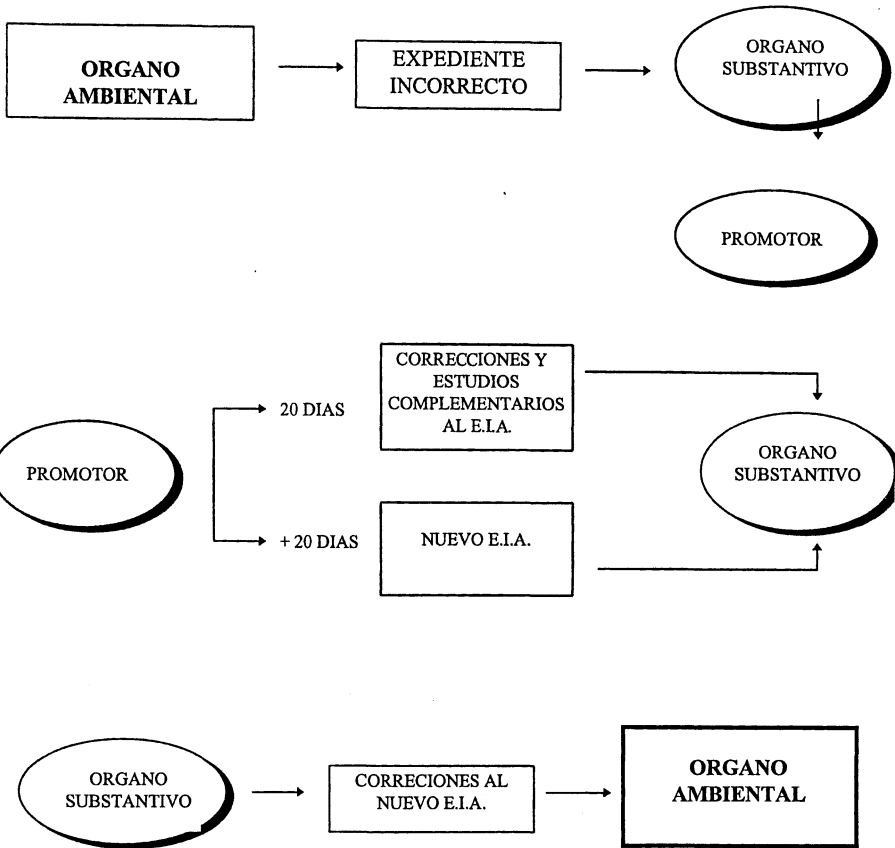 ORGANO
AMBIENTAL
EXPEDIENTE
INCORRECTO
ORGANO
SUBSTANTIVO
PROMOTOR
PROMOTOR
20 DIAS
CORRECCIONES Y
ESTUDIOS
COMPLEMENTARIOS
AL E.I.A.
ORGANO
SUBSTANTIVO
+ 20 DIAS
NUEVO E.I.A.
ORGANO
SUBSTANTIVO
CORRECIONES AL
NUEVO E.I.A.
ORGANO
AMBIENTAL